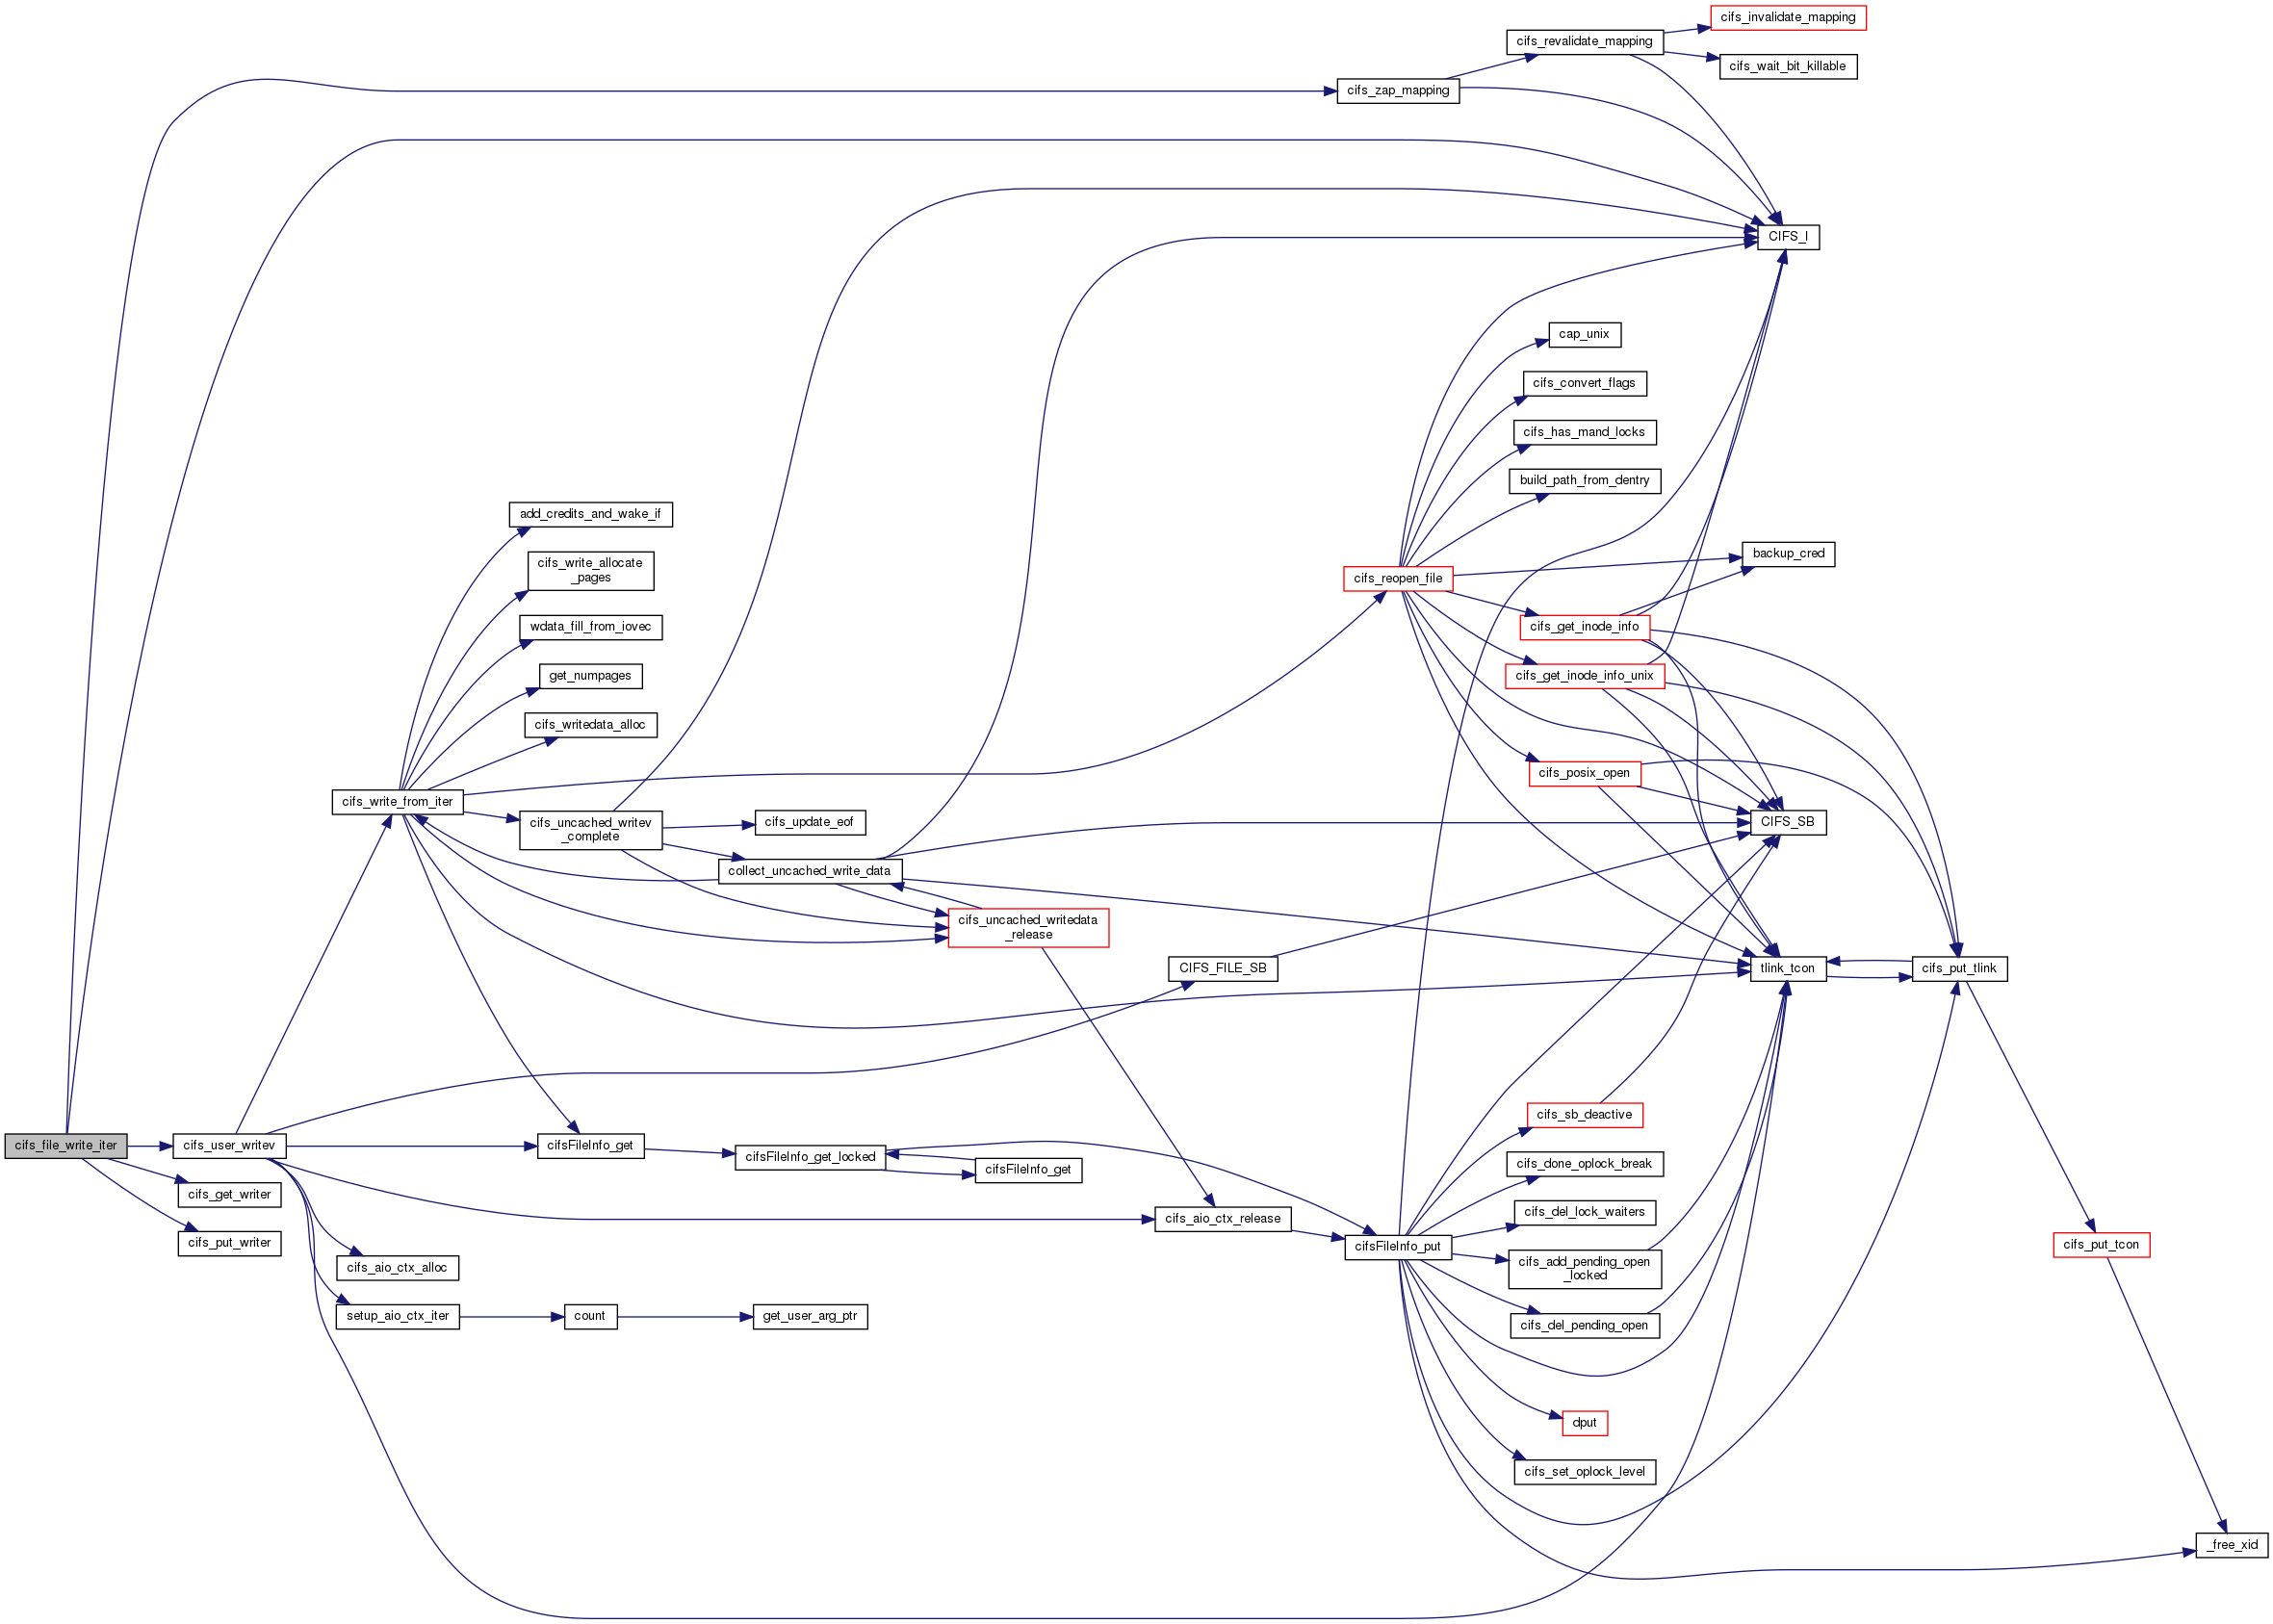 cifs_invalidate_mapping
cifs_revalidate_mapping
cifs_wait_bit_killable
cifs_zap_mapping
CIFS_I
cap_unix
cifs_convert_flags
cifs_has_mand_locks
build_path_from_dentry
add_credits_and_wake_if
backup_cred
cifs_write_allocate
_pages
cifs_reopen_file
wdata_fill_from_iovec
cifs_get_inode_info
get_numpages
cifs_get_inode_info_unix
cifs_writedata_alloc
cifs_posix_open
cifs_write_from_iter
cifs_uncached_writev
_complete
cifs_update_eof
CIFS_SB
collect_uncached_write_data
cifs_uncached_writedata
_release
CIFS_FILE_SB
tlink_tcon
cifs_put_tlink
cifs_sb_deactive
cifs_file_write_iter
cifs_user_writev
cifsFileInfo_get
cifsFileInfo_get_locked
cifsFileInfo_get
cifs_done_oplock_break
cifs_get_writer
cifs_del_lock_waiters
cifs_aio_ctx_release
cifs_put_writer
cifsFileInfo_put
cifs_put_tcon
cifs_aio_ctx_alloc
cifs_add_pending_open
_locked
setup_aio_ctx_iter
count
get_user_arg_ptr
cifs_del_pending_open
dput
cifs_set_oplock_level
_free_xid